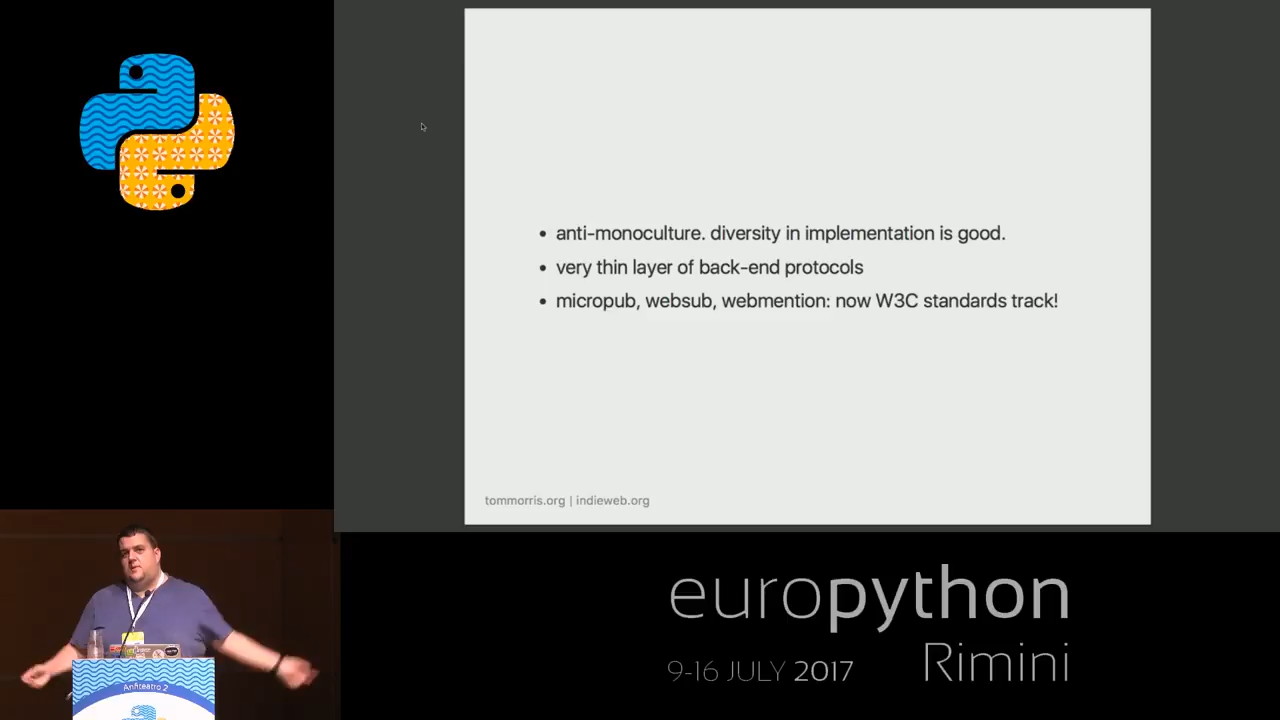 • anti-monoculture. diversity in implementation is good.
• very thin layer of back-end protocols
• micropub, websub, webmention: now W3C standards track!
tommorris.org | indieweb.org
Anfiteatro 2
europython
9-16 JULY 2017 Rimini